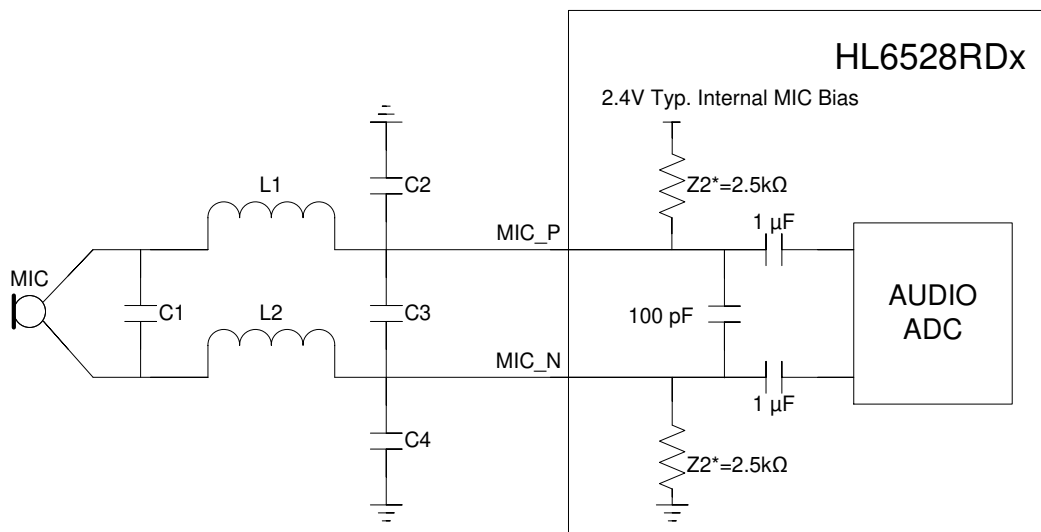 HL6528RDx
2.4V Typ. Internal MIC Bias
C2
Z2*=2.5kΩ
L1
1 µF
MIC_P
MIC
C1
L2
C3
100 pF
AUDIO
ADC
MIC_N
1 µF
C4
Z2*=2.5kΩ